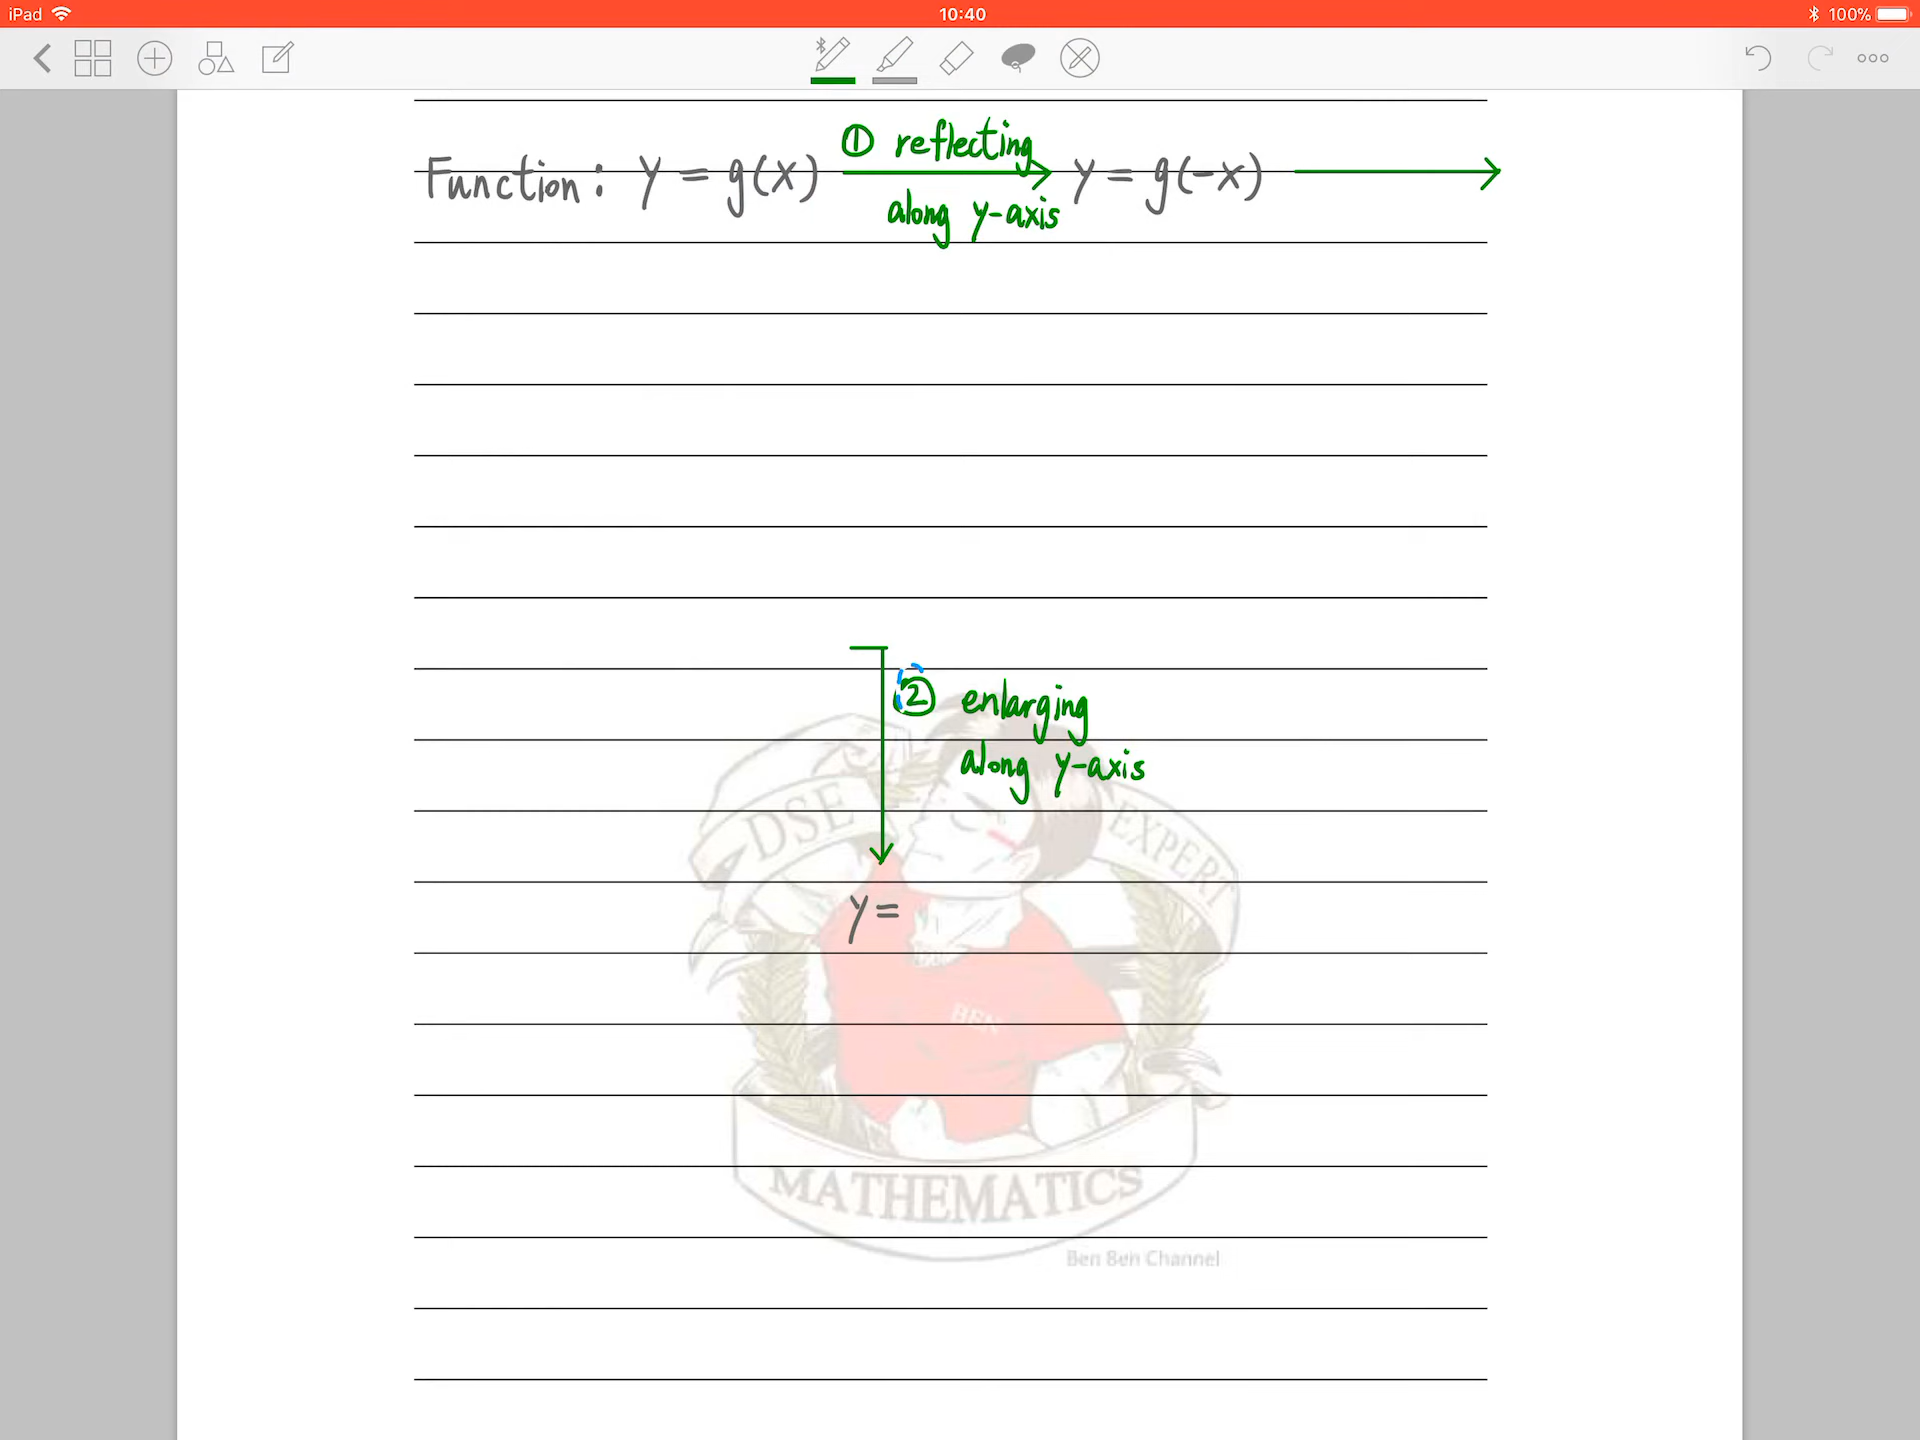 iPad 10:40 100%
① reflecting
Function: y = g(x) y = g(-x)
along y-axis
② enlarging
along y-axis
DSE EXPERT
y =
BEN
MATHEMATICS
Ben Ben Channel